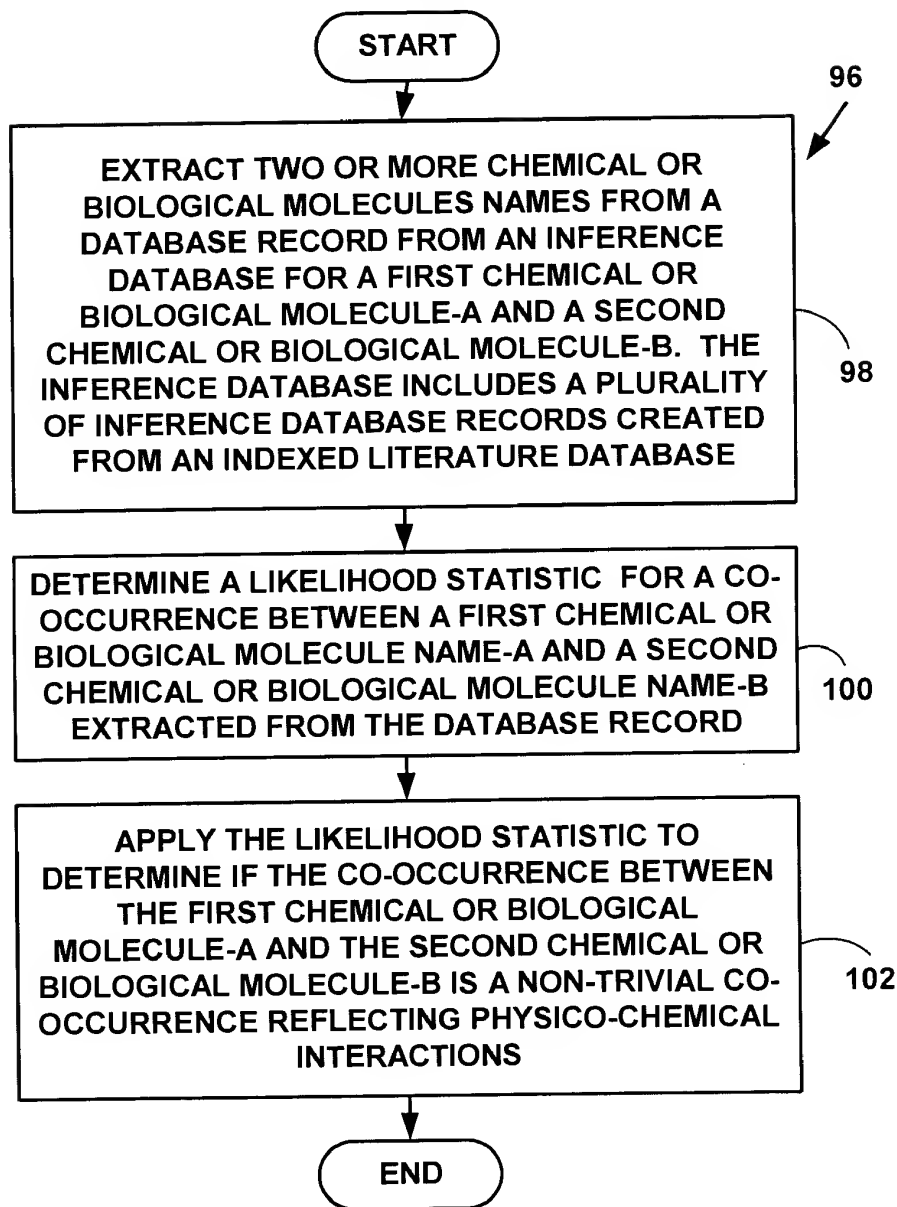 START
96
EXTRACT TWO OR MORE CHEMICAL OR
BIOLOGICAL MOLECULES NAMES FROM A
DATABASE RECORD FROM AN INFERENCE
DATABASE FOR A FIRST CHEMICAL OR
BIOLOGICAL MOLECULE-A AND A SECOND
CHEMICAL OR BIOLOGICAL MOLECULE-B. THE
INFERENCE DATABASE INCLUDES A PLURALITY
OF INFERENCE DATABASE RECORDS CREATED
FROM AN INDEXED LITERATURE DATABASE
98
DETERMINE A LIKELIHOOD STATISTIC FOR A CO-
OCCURRENCE BETWEEN A FIRST CHEMICAL OR
BIOLOGICAL MOLECULE NAME-A AND A SECOND
CHEMICAL OR BIOLOGICAL MOLECULE NAME-B
EXTRACTED FROM THE DATABASE RECORD
100
APPLY THE LIKELIHOOD STATISTIC TO
DETERMINE IF THE CO-OCCURRENCE BETWEEN
THE FIRST CHEMICAL OR BIOLOGICAL
MOLECULE-A AND THE SECOND CHEMICAL OR
BIOLOGICAL MOLECULE-B IS A NON-TRIVIAL CO-
OCCURRENCE REFLECTING PHYSICO-CHEMICAL
INTERACTIONS
102
END